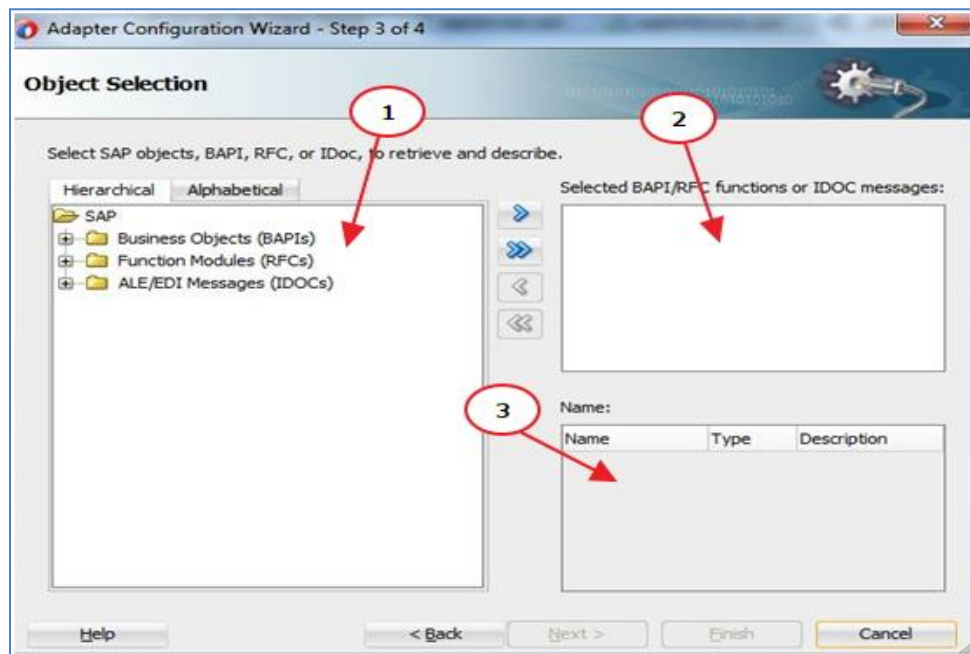 Adapter Configuration Wizard - Step 3 of 4
Object Selection
1
2
Select SAP objects, BAPI, RFC, or IDoc, to retrieve and describe.
Hierarchical Alphabetical
Selected BAPI/RFC functions or IDOC messages:
SAP
Business Objects (BAPIs)
Function Modules (RFCs)
ALE/EDI Messages (IDOCs)
3
Name:
Name Type Description
Help < Back Next > Finish Cancel